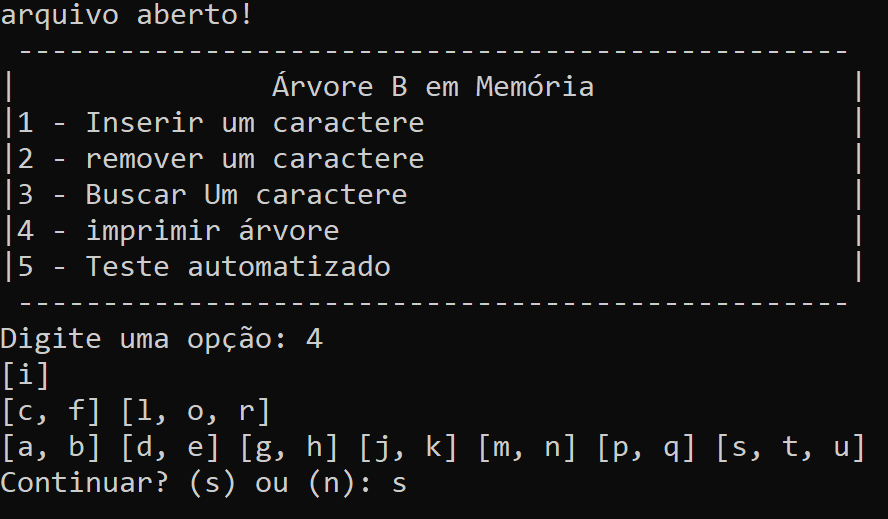 arquivo aberto!
 -------------------------------------------------
|               Árvore B em Memória               |
|1 - Inserir um caractere                         |
|2 - remover um caractere                         |
|3 - Buscar Um caractere                          |
|4 - imprimir árvore                              |
|5 - Teste automatizado                           |
 -------------------------------------------------
Digite uma opção: 4
[i]
[c, f] [l, o, r]
[a, b] [d, e] [g, h] [j, k] [m, n] [p, q] [s, t, u]
Continuar? (s) ou (n): s